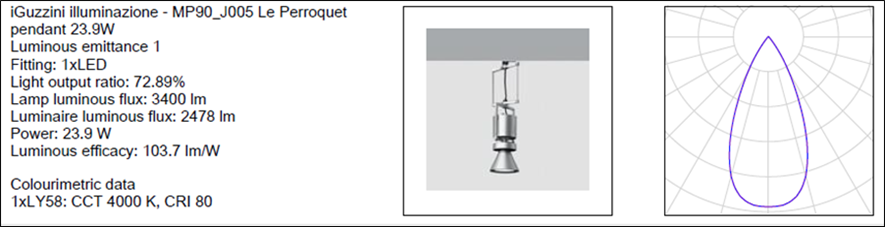 iGuzzini illuminazione - MP90_J005 Le Perroquet
pendant 23.9W
Luminous emittance 1
Fitting: 1xLED
Light output ratio: 72.89%
Lamp luminous flux: 3400 lm
Luminaire luminous flux: 2478 lm
Power: 23.9 W
Luminous efficacy: 103.7 lm/W
Colourimetric data
1xLY58: CCT 4000 K, CRI 80